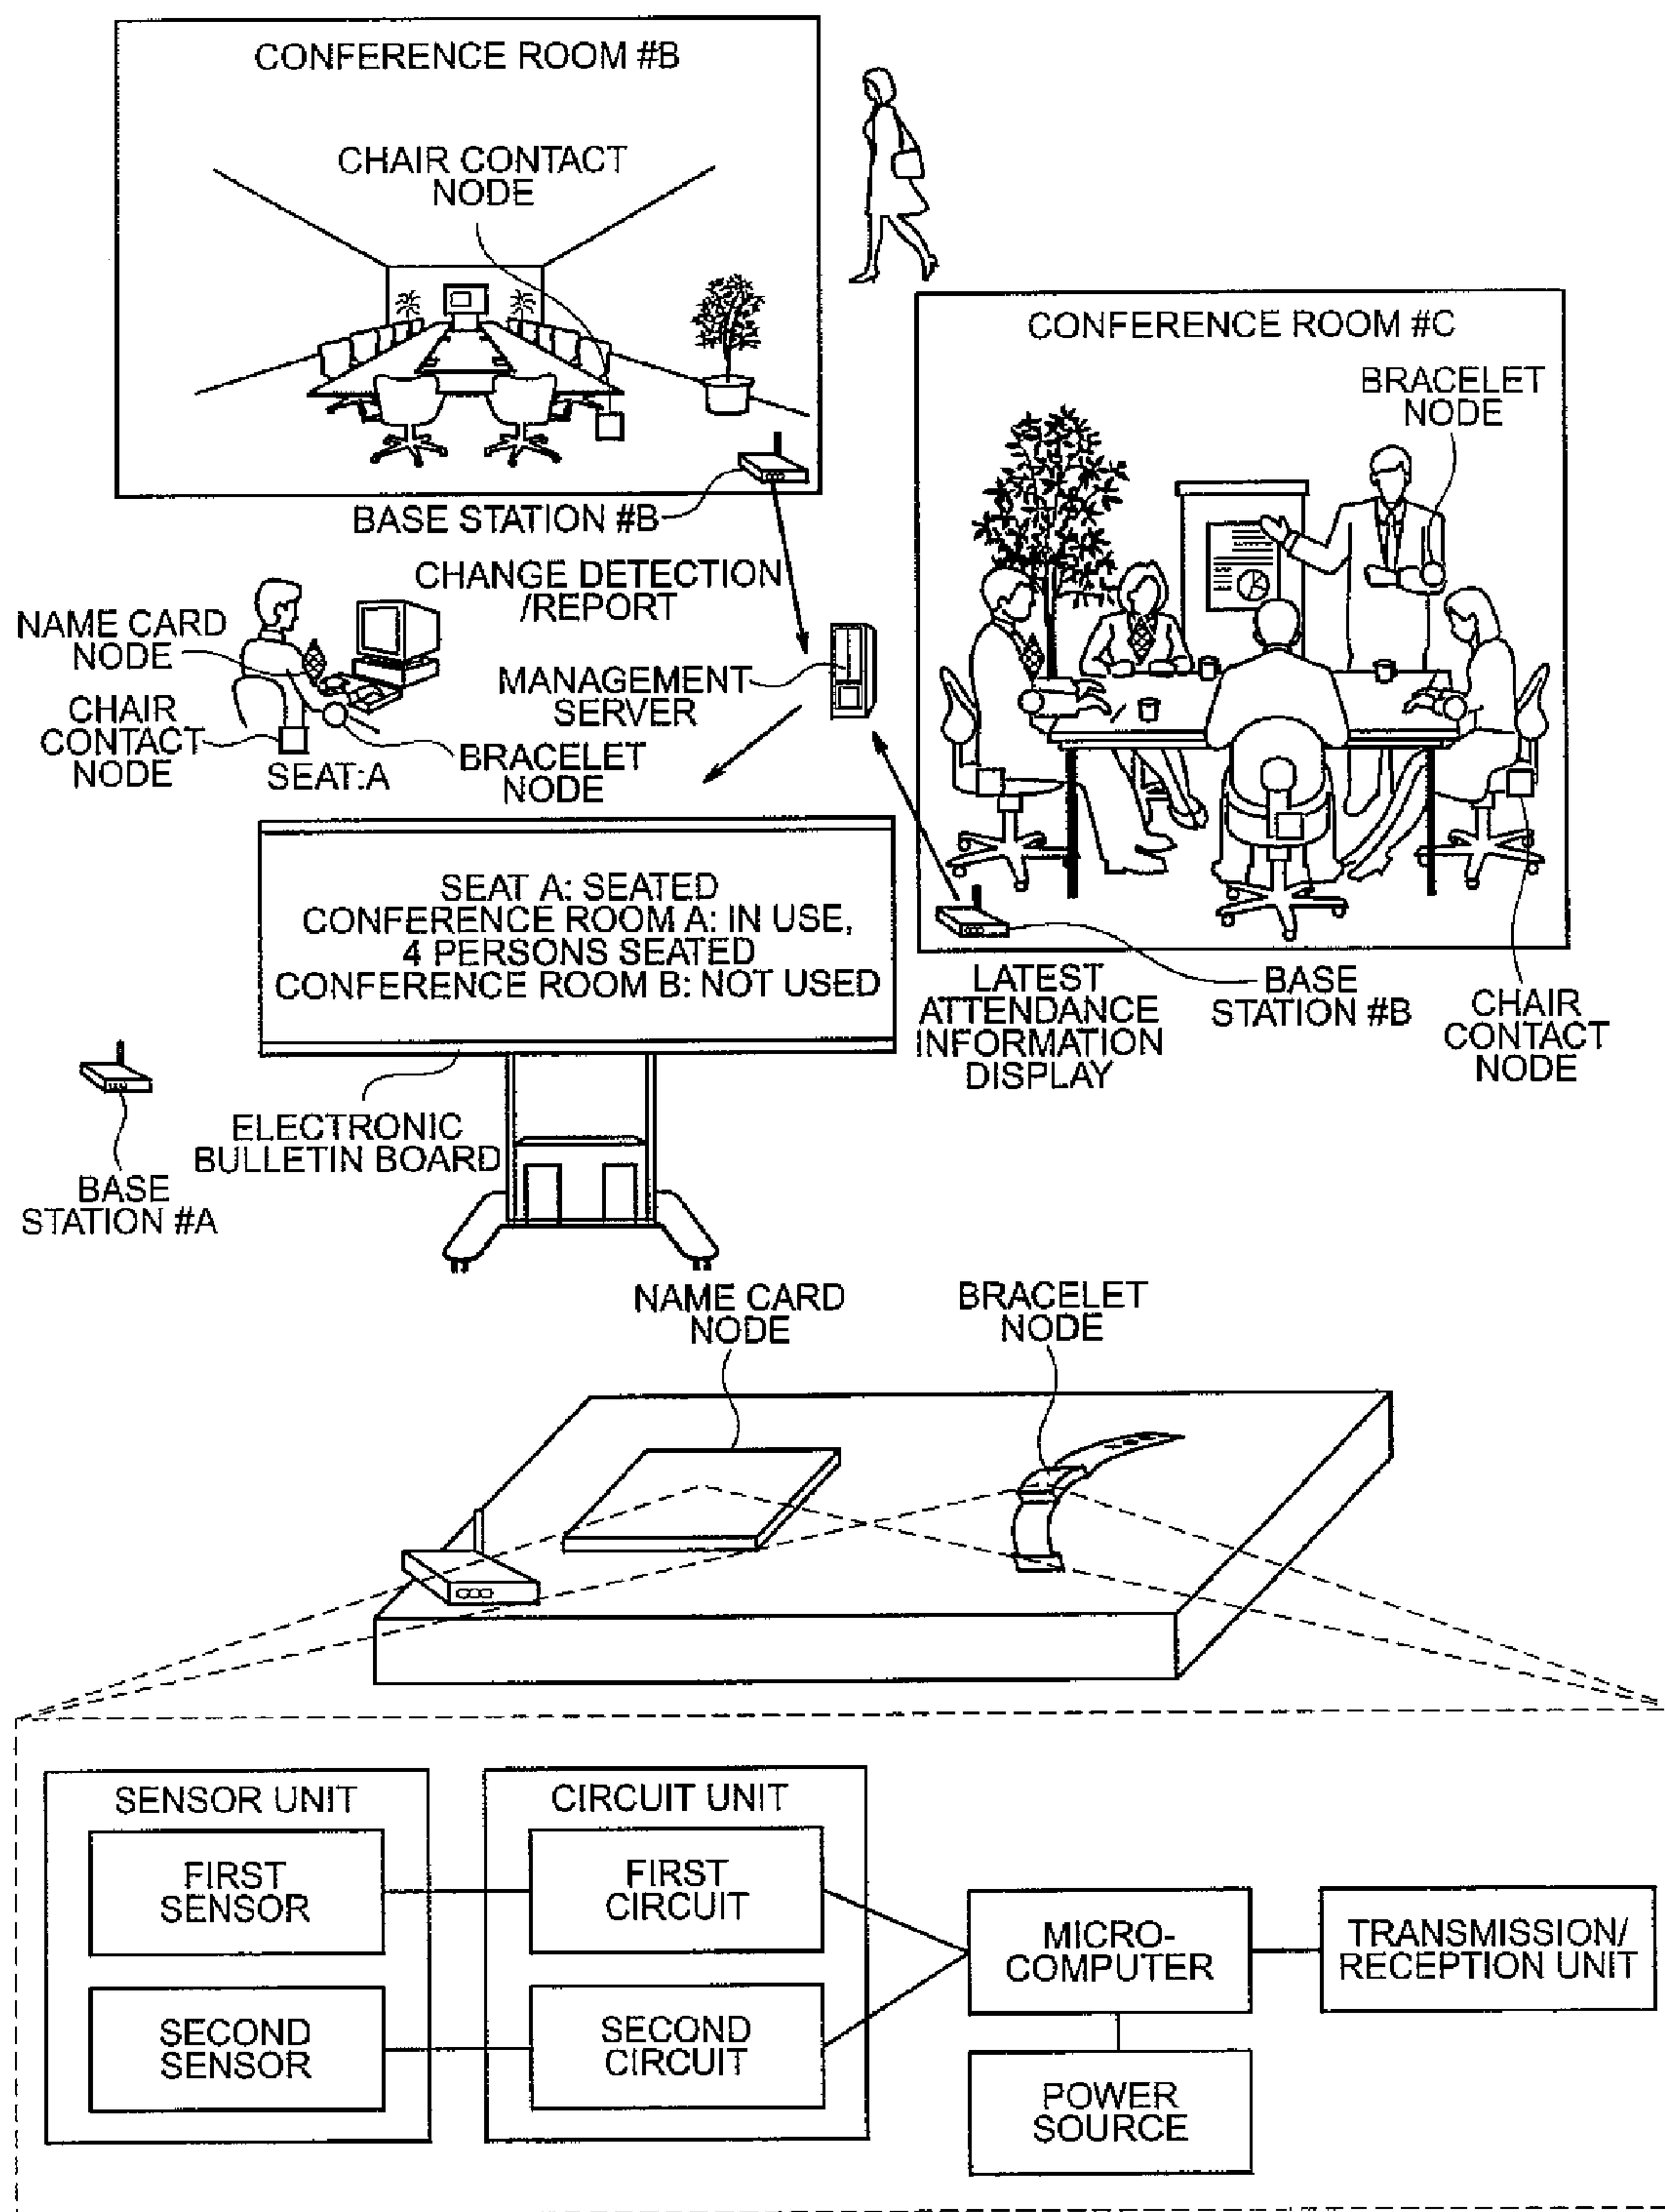 CONFERENCE ROOM #B
CHAIR CONTACT
NODE
CONFERENCE ROOM #C
BRACELET
NODE
BASE STATION #B
CHANGE DETECTION
/REPORT
NAME CARD
NODE
MANAGEMENT
SERVER
CHAIR
CONTACT
NODE
SEAT:A
BRACELET
NODE
SEAT A: SEATED
CONFERENCE ROOM A: IN USE,
4 PERSONS SEATED
CONFERENCE ROOM B: NOT USED
LATEST
ATTENDANCE
INFORMATION
DISPLAY
BASE
STATION #B
CHAIR
CONTACT
NODE
ELECTRONIC
BULLETIN BOARD
BASE
STATION #A
NAME CARD
NODE
BRACELET
NODE
SENSOR UNIT
FIRST
SENSOR
SECOND
SENSOR
CIRCUIT UNIT
FIRST
CIRCUIT
SECOND
CIRCUIT
MICRO-
COMPUTER
TRANSMISSION/
RECEPTION UNIT
POWER
SOURCE